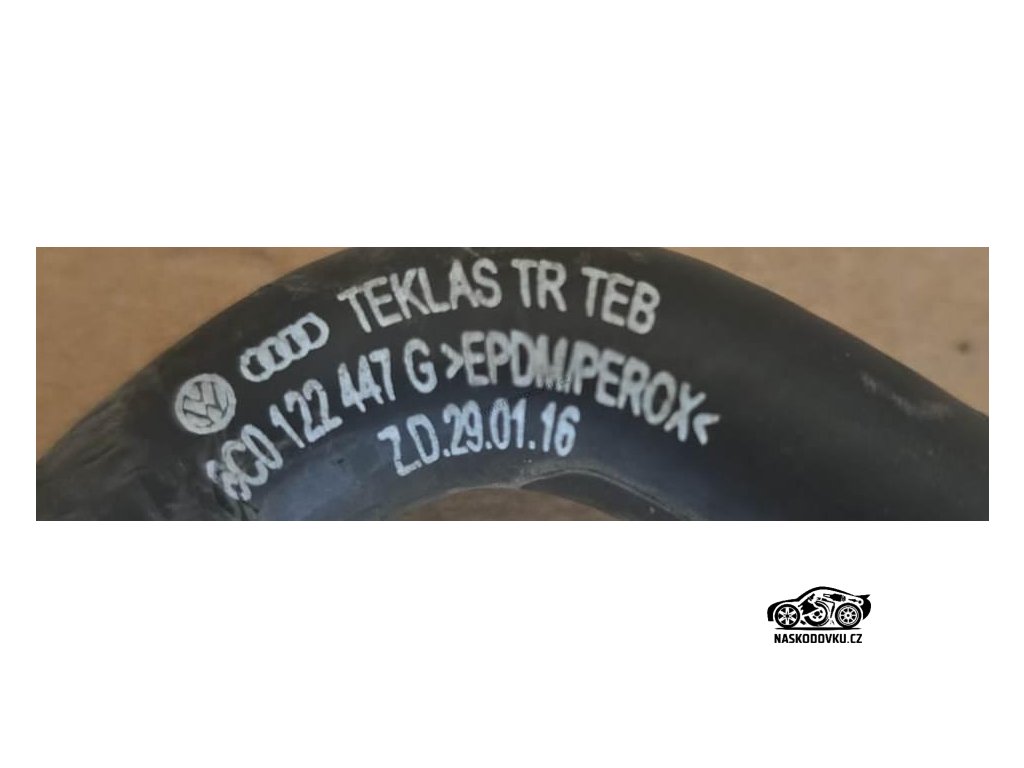 TEKLAS TR TEB
6C0 122 447 G >EPDM/PEROX<
Z.D.29.01.16
NASKODOVKU.CZ